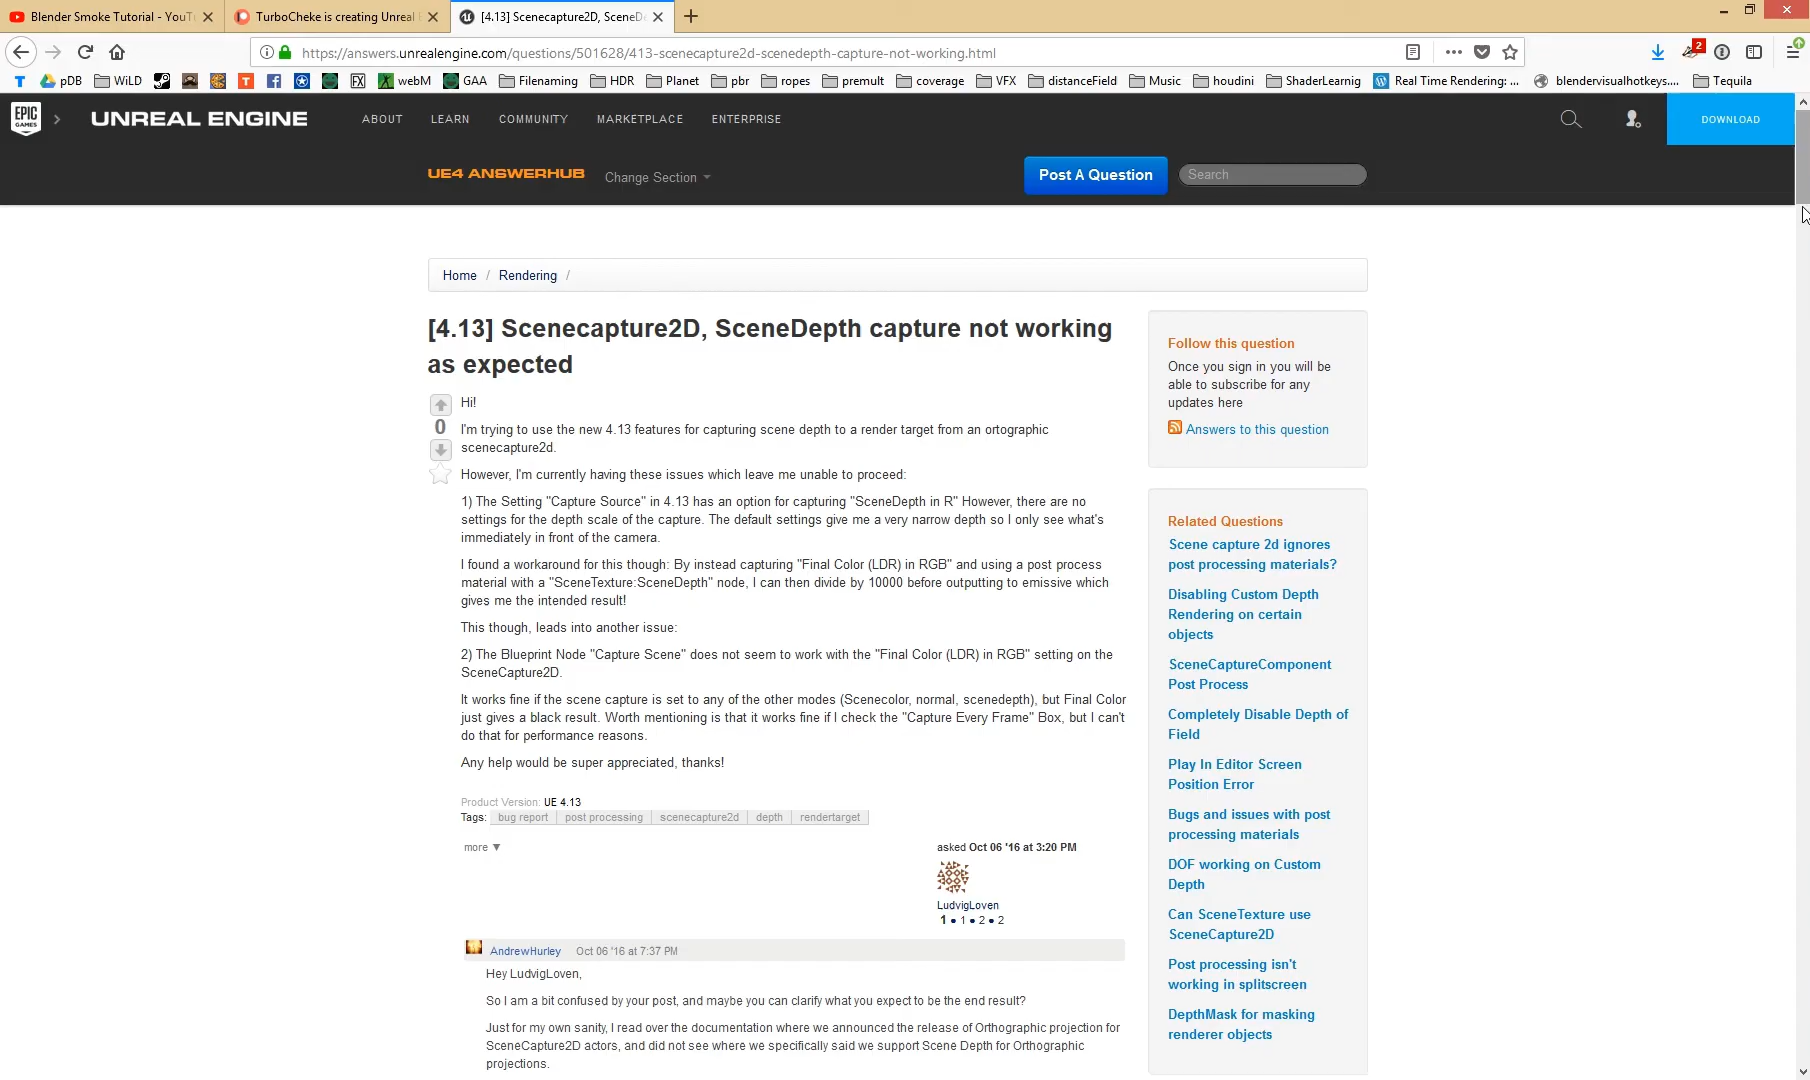 Blender Smoke Tutorial - YouT
TurboCheke is creating Unreal
[4.13] Scenecapture2D, SceneD
https://answers.unrealengine.com/questions/501628/413-scenecapture2d-scenedepth-capture-not-working.html
2
T pDB WiLD T f FX webM GAA Filenaming HDR Planet pbr ropes premult coverage VFX distanceField Music houdini ShaderLearnig Real Time Rendering: ... blendervisualhotkeys.... Tequila
EPIC GAMES
UNREAL ENGINE
ABOUT LEARN COMMUNITY MARKETPLACE ENTERPRISE
DOWNLOAD
UE4 ANSWERHUB
Change Section
Post A Question
Search
Home / Rendering /
[4.13] Scenecapture2D, SceneDepth capture not working
as expected
0
Hi!
I'm trying to use the new 4.13 features for capturing scene depth to a render target from an ortographic
scenecapture2d.
However, I'm currently having these issues which leave me unable to proceed:
1) The Setting "Capture Source" in 4.13 has an option for capturing "SceneDepth in R" However, there are no
settings for the depth scale of the capture. The default settings give me a very narrow depth so I only see what's
immediately in front of the camera.
I found a workaround for this though: By instead capturing "Final Color (LDR) in RGB" and using a post process
material with a "SceneTexture:SceneDepth" node, I can then divide by 10000 before outputting to emissive which
gives me the intended result!
This though, leads into another issue:
2) The Blueprint Node "Capture Scene" does not seem to work with the "Final Color (LDR) in RGB" setting on the
SceneCapture2D.
It works fine if the scene capture is set to any of the other modes (Scenecolor, normal, scenedepth), but Final Color
just gives a black result. Worth mentioning is that it works fine if I check the "Capture Every Frame" Box, but I can't
do that for performance reasons.
Any help would be super appreciated, thanks!
Product Version: UE 4.13
Tags: bug report post processing scenecapture2d depth rendertarget
more ▼
asked Oct 06 '16 at 3:20 PM
LudvigLoven
1 ● 1 ● 2 ● 2
AndrewHurley Oct 06 '16 at 7:37 PM
Hey LudvigLoven,
So I am a bit confused by your post, and maybe you can clarify what you expect to be the end result?
Just for my own sanity, I read over the documentation where we announced the release of Orthographic projection for
SceneCapture2D actors, and did not see where we specifically said we support Scene Depth for Orthographic
projections.
Follow this question
Once you sign in you will be
able to subscribe for any
updates here
Answers to this question
Related Questions
Scene capture 2d ignores
post processing materials?
Disabling Custom Depth
Rendering on certain
objects
SceneCaptureComponent
Post Process
Completely Disable Depth of
Field
Play In Editor Screen
Position Error
Bugs and issues with post
processing materials
DOF working on Custom
Depth
Can SceneTexture use
SceneCapture2D
Post processing isn't
working in splitscreen
DepthMask for masking
renderer objects